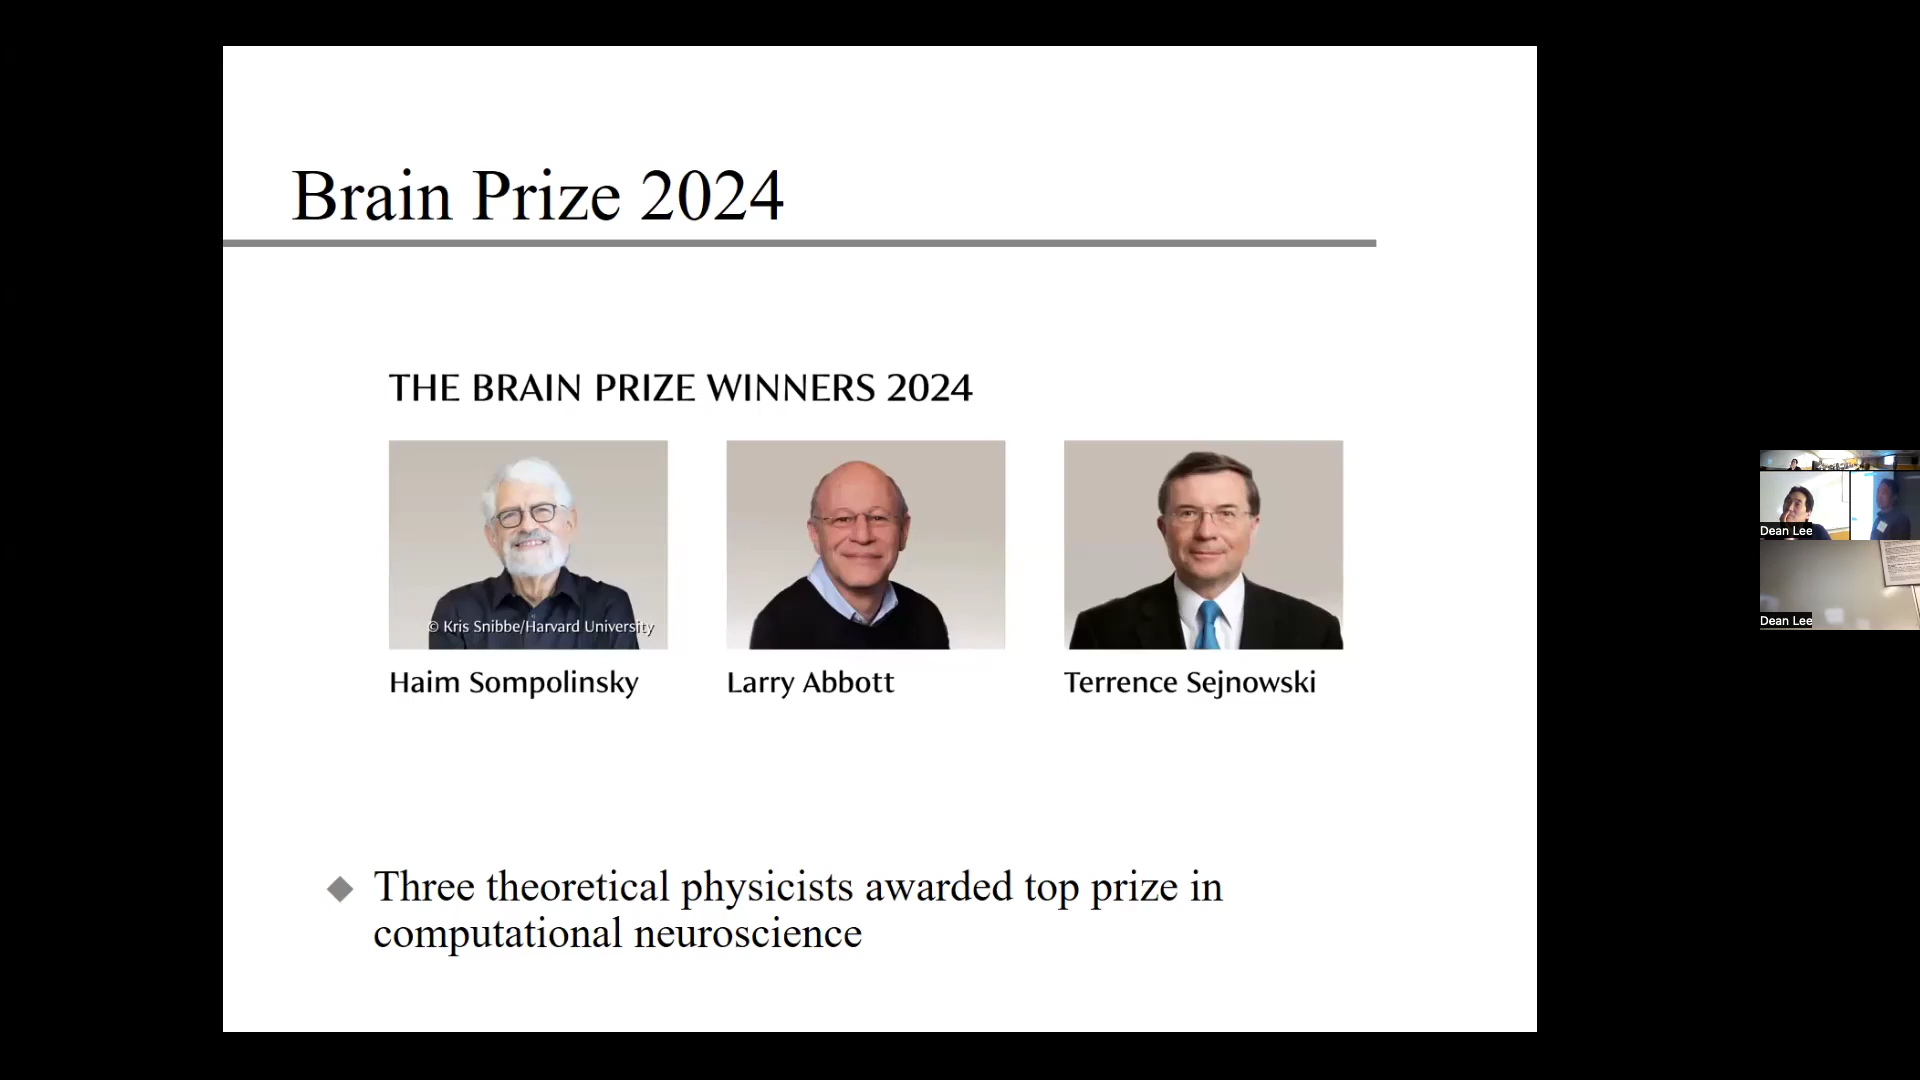 Brain Prize 2024
THE BRAIN PRIZE WINNERS 2024
© Kris Snibbe/Harvard University
Haim Sompolinsky
Larry Abbott
Terrence Sejnowski
Three theoretical physicists awarded top prize in
computational neuroscience
Dean Lee
Dean Lee